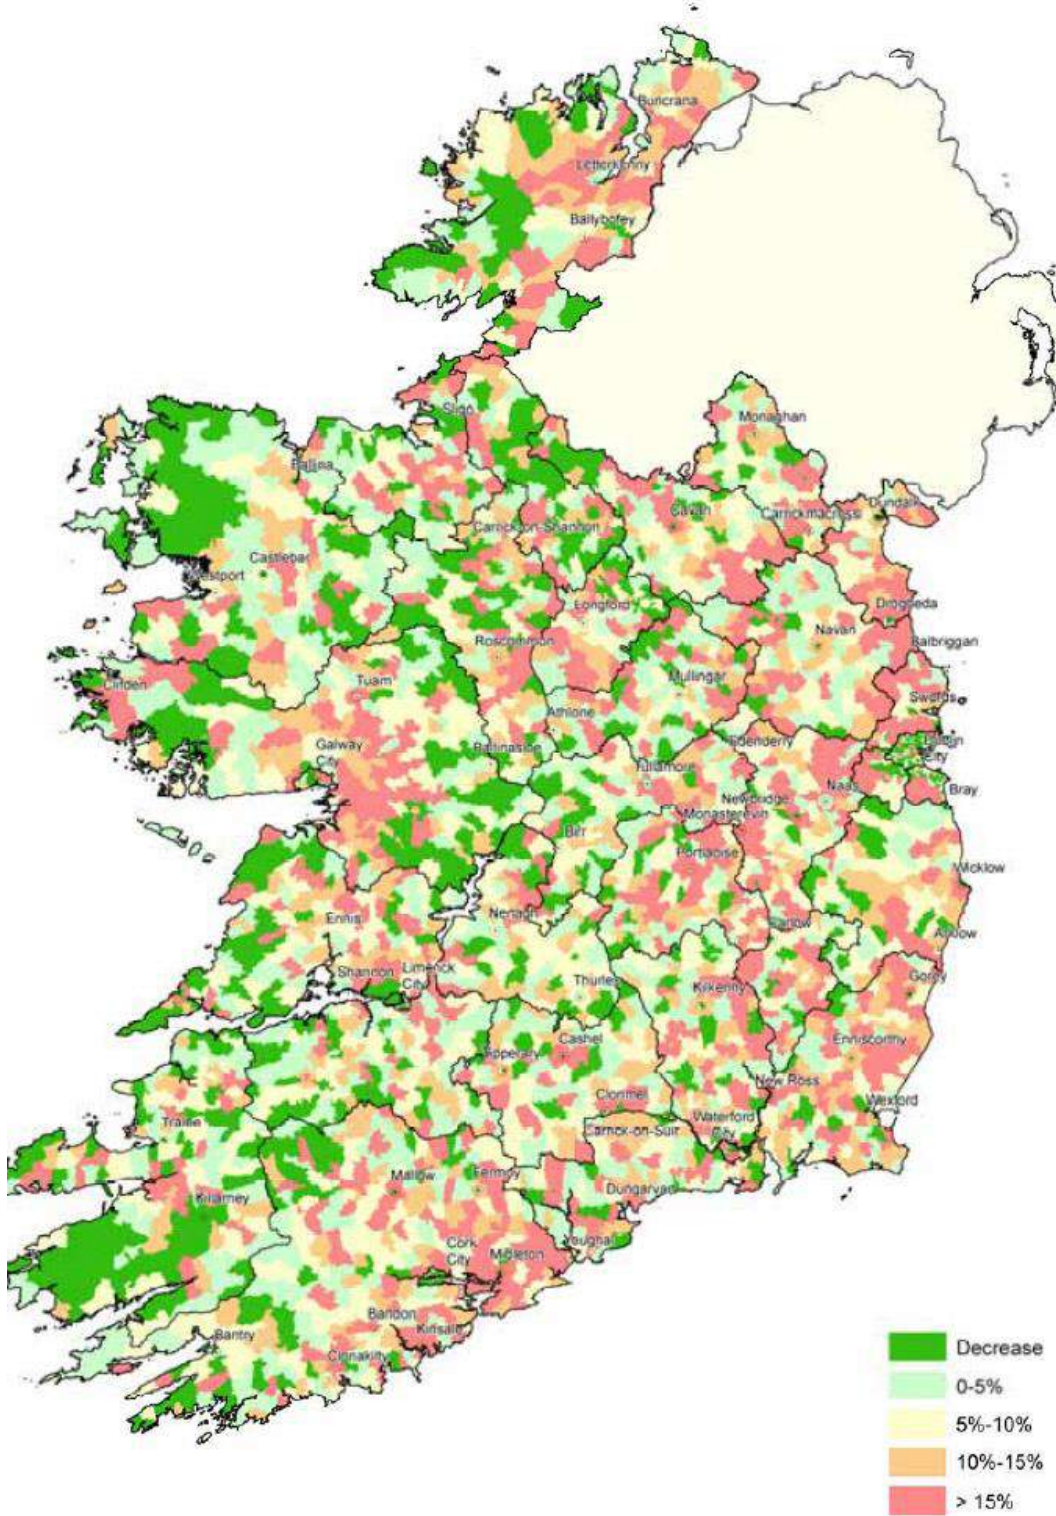 Buncrana
Letterkenny
Ballybofey
Sligo
Monaghan
Ballina
Dundalk
Cavan
Carrickmacross
Carrick-on-Shannon
Castlebar
Westport
Longford
Drogheda
Navan
Roscommon
Balbriggan
Clifden
Tuam
Mullingar
Swords
Athlone
Galway
City
Ballinasloe
Edenderly
Dublin
City
Tullamore
Naas
Bray
Newbridge
Monasterevin
Birr
Portlaoise
Wicklow
Nenagh
Ennis
Carlow
Arklow
Shannon
Limerick
City
Thurles
Kilkenny
Gorey
Cashel
Enniscorthy
Tipperary
New Ross
Clonmel
Wexford
Tralee
Waterford
City
Carrick-on-Suir
Mallow
Fermoy
Dungarvan
Killarney
Youghal
Cork
City
Midleton
Bandon
Kinsale
Bantry
Clonakilty
Decrease
0-5%
5%-10%
10%-15%
> 15%